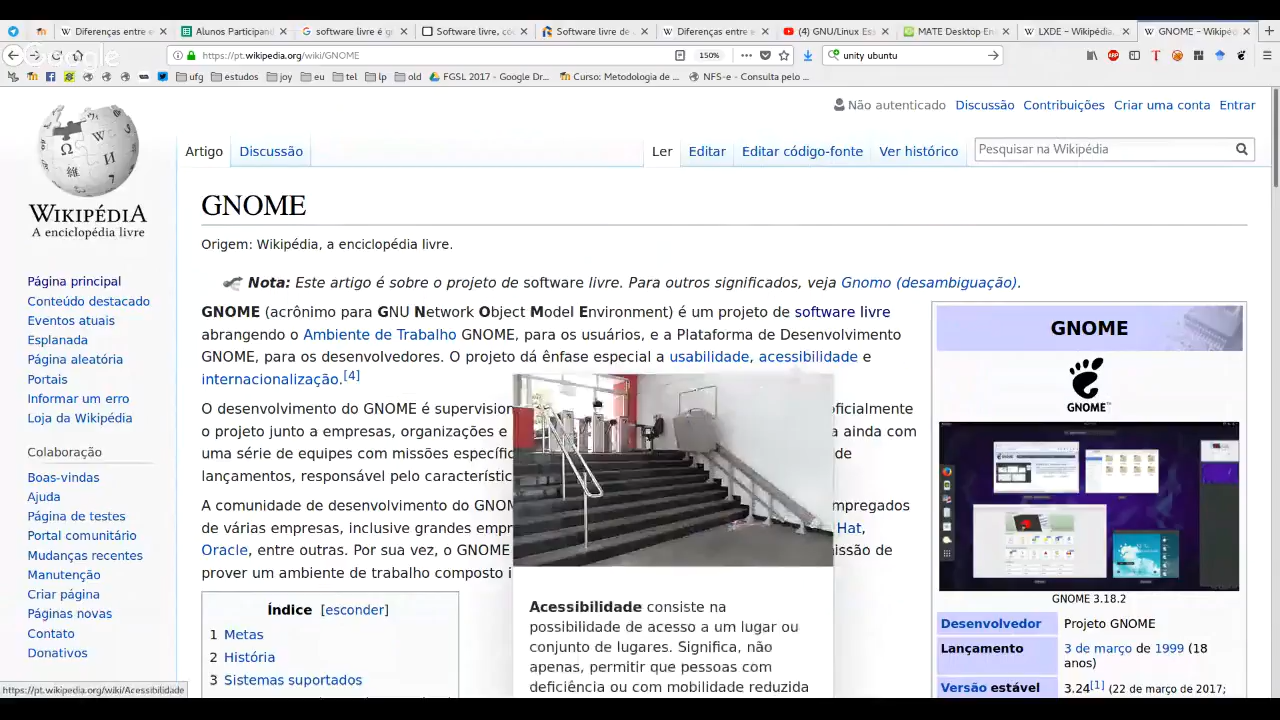 Diferenças entre e
Alunos Participan
software livre é g
Software livre, có
Software livre de
Diferenças entre e
(4) GNU/Linux Es
MATE Desktop En
LXDE – Wikipédia,
GNOME – Wikipéd
Google
https://pt.wikipedia.org/wiki/GNOME
150%
unity ubuntu
ufg
estudos
joy
eu
tel
lp
old
FGSL 2017 - Google Dr...
Curso: Metodologia de ...
NFS-e - Consulta pelo ...
Não autenticado Discussão Contribuições Criar uma conta Entrar
Artigo Discussão
Ler Editar Editar código-fonte Ver histórico
Pesquisar na Wikipédia
WIKIPÉDIA
A enciclopédia livre
Página principal
Conteúdo destacado
Eventos atuais
Esplanada
Página aleatória
Portais
Informar um erro
Loja da Wikipédia
Colaboração
Boas-vindas
Ajuda
Página de testes
Portal comunitário
Mudanças recentes
Manutenção
Criar página
Páginas novas
Contato
Donativos
https://pt.wikipedia.org/wiki/Acessibilidade
GNOME
Origem: Wikipédia, a enciclopédia livre.
Nota: Este artigo é sobre o projeto de software livre. Para outros significados, veja Gnomo (desambiguação).
GNOME (acrônimo para GNU Network Object Model Environment) é um projeto de software livre
abrangendo o Ambiente de Trabalho GNOME, para os usuários, e a Plataforma de Desenvolvimento
GNOME, para os desenvolvedores. O projeto dá ênfase especial a usabilidade, acessibilidade e
internacionalização.[4]
O desenvolvimento do GNOME é supervision oficialmente
o projeto junto a empresas, organizações e a ainda com
uma série de equipes com missões específic de
lançamentos, responsável pelo característic
A comunidade de desenvolvimento do GNOM mpregados
de várias empresas, inclusive grandes empr Hat,
Oracle, entre outras. Por sua vez, o GNOME issão de
prover um ambiente de trabalho composto i
Acessibilidade consiste na
possibilidade de acesso a um lugar ou
conjunto de lugares. Significa, não
apenas, permitir que pessoas com
deficiência ou com mobilidade reduzida
Índice [esconder]
1 Metas
2 História
3 Sistemas suportados
GNOME
GNOME™
GNOME 3.18.2
Desenvolvedor Projeto GNOME
Lançamento 3 de março de 1999 (18
anos)
Versão estável 3.24[1] (22 de março de 2017;